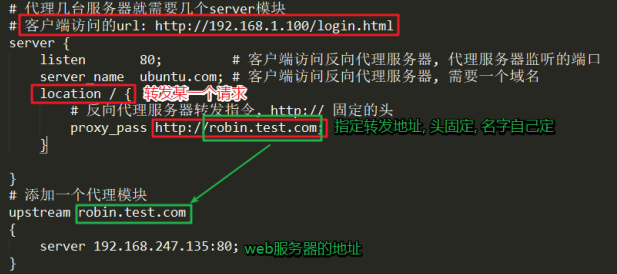 # 代理几台服务器就需要几个server模块
# 客户端访问的url: http://192.168.1.100/login.html
server {
listen 80; # 客户端访问反向代理服务器, 代理服务器监听的端口
server_name ubuntu.com; # 客户端访问反向代理服务器, 需要一个域名
location / { 转发某一个请求
# 反向代理服务器转发指令, http:// 固定的头
proxy_pass http://robin.test.com; 指定转发地址, 头固定, 名字自己定
}
}
# 添加一个代理模块
upstream robin.test.com
{
server 192.168.247.135:80; web服务器的地址
}